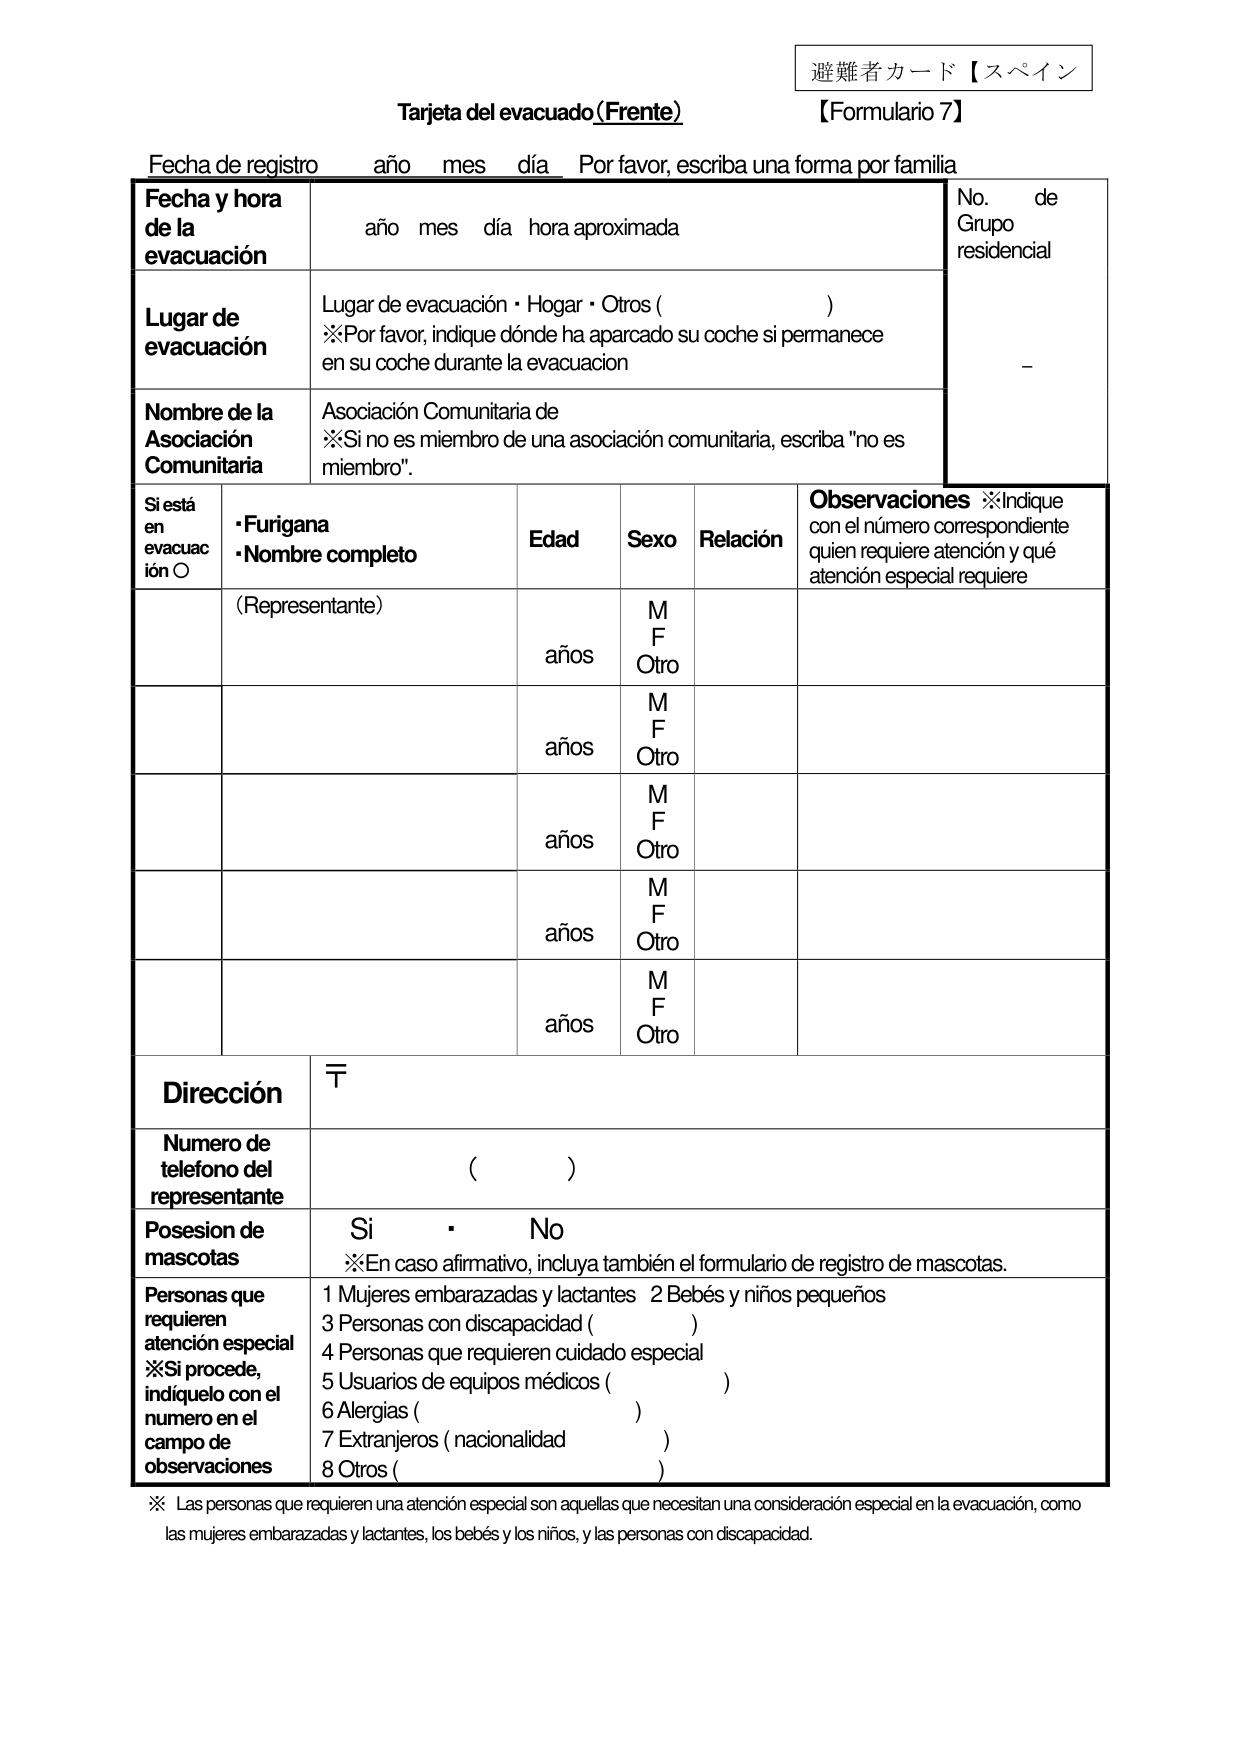 避難者カード【スペイン
Tarjeta del evacuado（Frente）
【Formulario 7】
Fecha de registro año mes día Por favor, escriba una forma por familia
Fecha y hora
de la
evacuación
año mes día hora aproximada
No. de
Grupo
residencial
Lugar de
evacuación
Lugar de evacuación・Hogar・Otros ( )
※Por favor, indique dónde ha aparcado su coche si permanece
en su coche durante la evacuacion
–
Nombre de la
Asociación
Comunitaria
Asociación Comunitaria de
※Si no es miembro de una asociación comunitaria, escriba "no es
miembro".
Si está
en
evacuac
ión〇
・Furigana
・Nombre completo
Edad
Sexo
Relación
Observaciones ※Indique
con el número correspondiente
quien requiere atención y qué
atención especial requiere
（Representante）
años
M
F
Otro
años
M
F
Otro
años
M
F
Otro
años
M
F
Otro
años
M
F
Otro
Dirección
〒
Numero de
telefono del
representante
（ ）
Posesion de
mascotas
Si ・ No
※En caso afirmativo, incluya también el formulario de registro de mascotas.
Personas que
requieren
atención especial
※Si procede,
indíquelo con el
numero en el
campo de
observaciones
1 Mujeres embarazadas y lactantes 2 Bebés y niños pequeños
3 Personas con discapacidad ( )
4 Personas que requieren cuidado especial
5 Usuarios de equipos médicos ( )
6 Alergias ( )
7 Extranjeros ( nacionalidad )
8 Otros ( )
※ Las personas que requieren una atención especial son aquellas que necesitan una consideración especial en la evacuación, como
las mujeres embarazadas y lactantes, los bebés y los niños, y las personas con discapacidad.